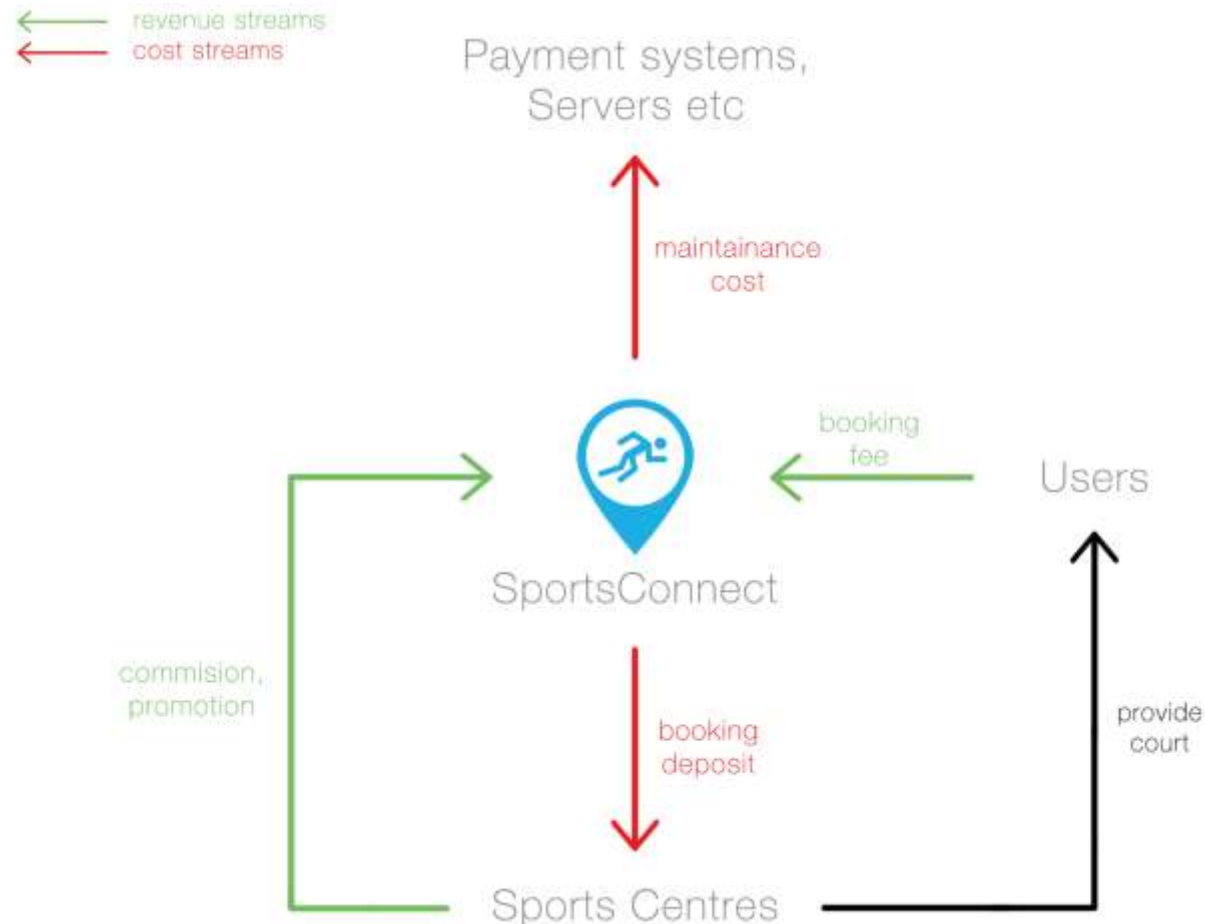 revenue streams
cost streams
Payment systems,
Servers etc
maintainance
cost
booking
fee
Users
SportsConnect
commision,
promotion
booking
deposit
provide
court
Sports Centres